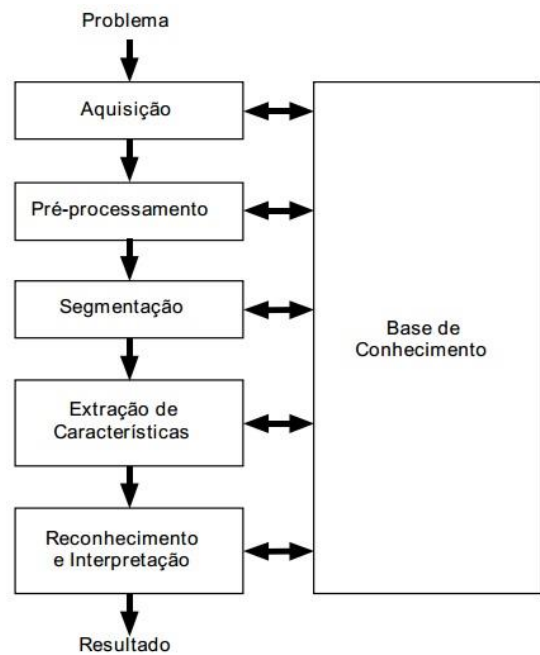 Problema
Aquisição
Pré-processamento
Segmentação
Extração de
Características
Reconhecimento
e Interpretação
Resultado
Base de
Conhecimento